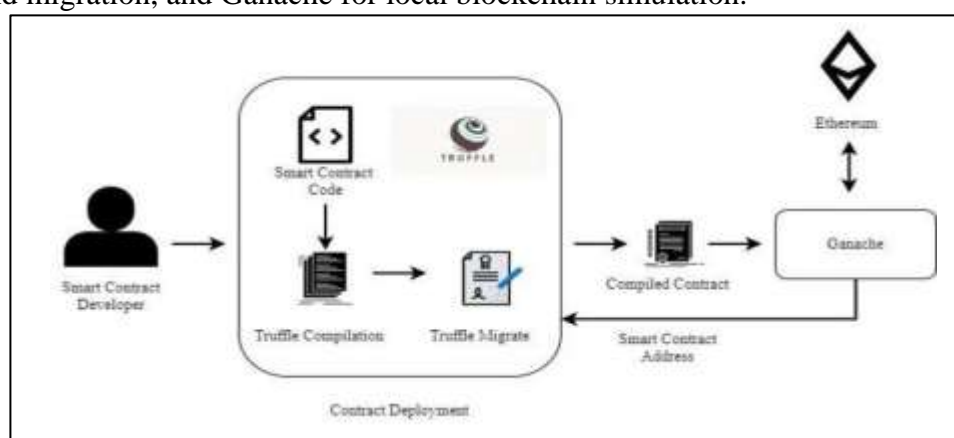 migration, and Ganache for local blockchain simulation.
Ethereum
TRUFFLE
Smart Contract
Code
Ganache
Smart Contract
Developer
Truffle Compilation
Truffle Migrate
Compiled Contract
Smart Contract
Address
Contract Deployment